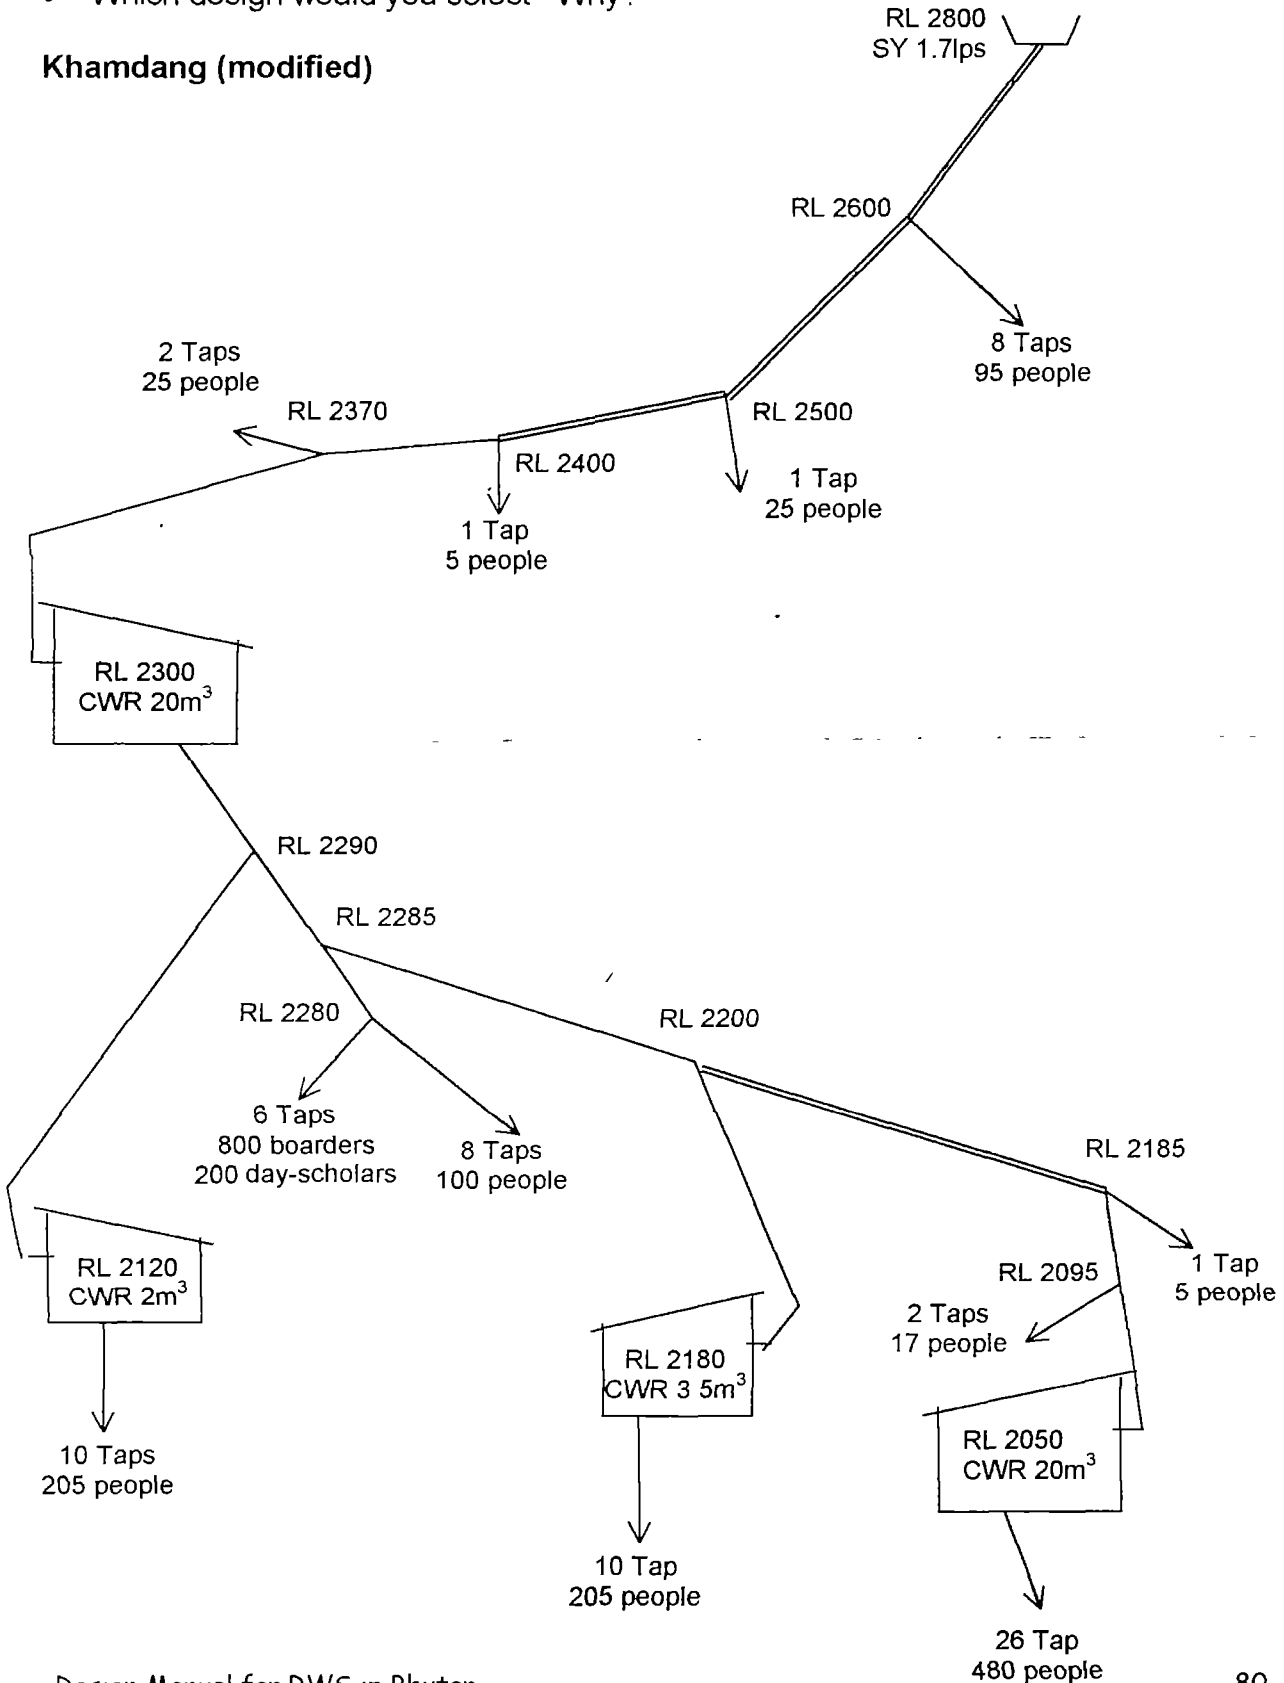 Which design would you select Why?
Khamdang (modified)
RL 2800
SY 1.7lps
RL 2600
8 Taps
95 people
2 Taps
25 people
RL 2370
RL 2500
RL 2400
1 Tap
25 people
1 Tap
5 people
RL 2300
CWR 20m³
RL 2290
RL 2285
RL 2280
RL 2200
6 Taps
800 boarders
200 day-scholars
8 Taps
100 people
RL 2185
RL 2120
CWR 2m³
RL 2095
1 Tap
5 people
2 Taps
17 people
RL 2180
CWR 3 5m³
RL 2050
CWR 20m³
10 Taps
205 people
10 Tap
205 people
26 Tap
480 people
Design Manual for RWS in Bhutan
80